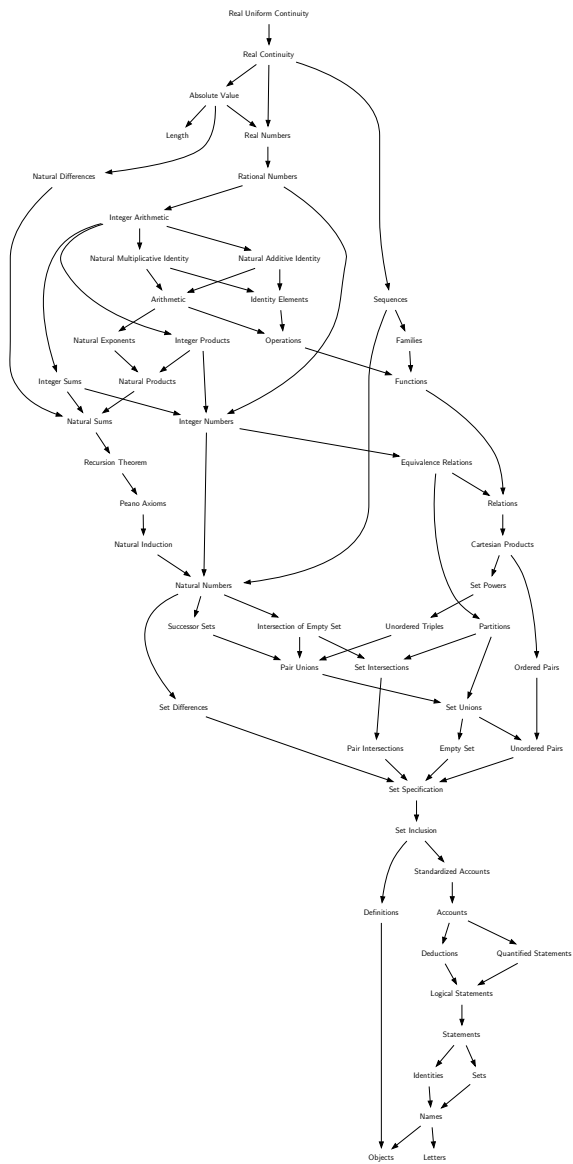 Real Uniform Continuity
Real Continuity
Absolute Value
Length
Real Numbers
Natural Differences
Rational Numbers
Integer Arithmetic
Natural Multiplicative Identity
Natural Additive Identity
Arithmetic
Identity Elements
Sequences
Natural Exponents
Integer Products
Operations
Families
Integer Sums
Natural Products
Functions
Natural Sums
Integer Numbers
Recursion Theorem
Equivalence Relations
Peano Axioms
Relations
Natural Induction
Cartesian Products
Natural Numbers
Set Powers
Successor Sets
Intersection of Empty Set
Unordered Triples
Partitions
Pair Unions
Set Intersections
Ordered Pairs
Set Differences
Set Unions
Pair Intersections
Empty Set
Unordered Pairs
Set Specification
Set Inclusion
Standardized Accounts
Definitions
Accounts
Deductions
Quantified Statements
Logical Statements
Statements
Identities
Sets
Names
Objects
Letters